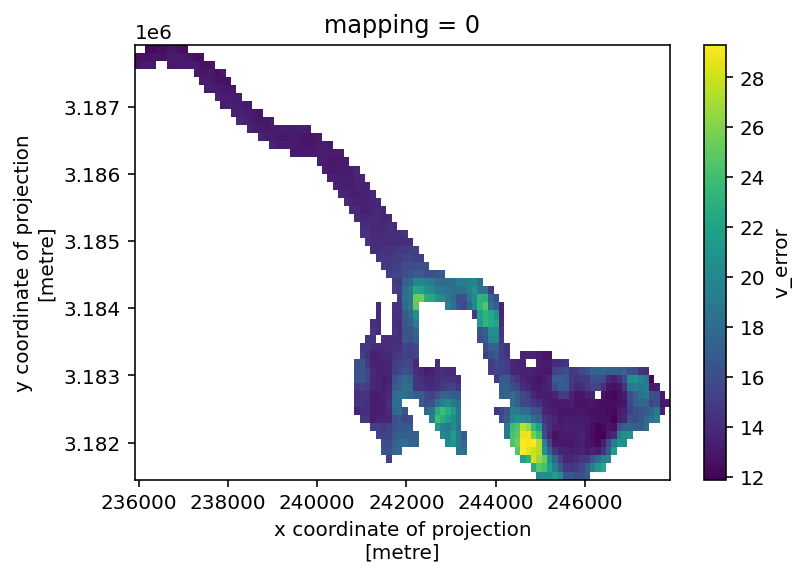 mapping = 0
1e6
3.187
3.186
3.185
3.184
3.183
3.182
y coordinate of projection
[metre]
236000 238000 240000 242000 244000 246000
x coordinate of projection
[metre]
28
26
24
22
20
18
16
14
12
v_error